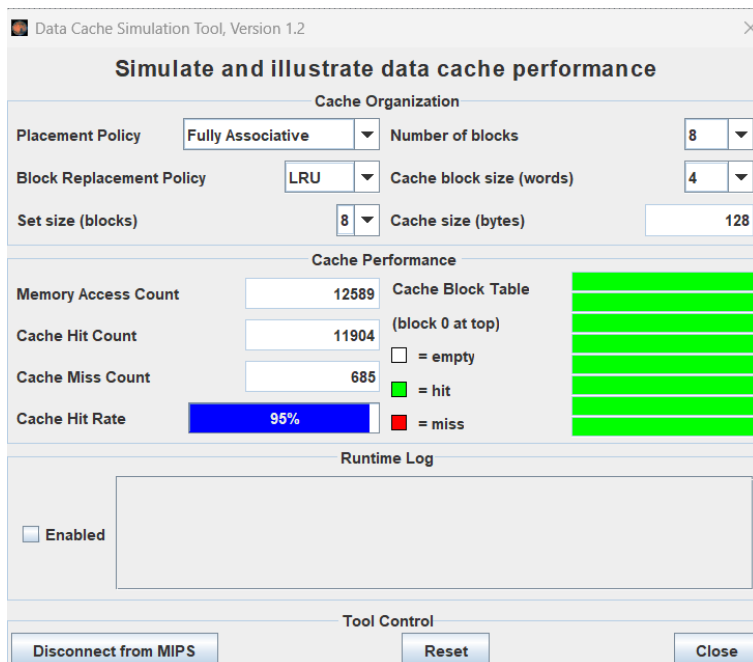 Data Cache Simulation Tool, Version 1.2
Simulate and illustrate data cache performance
Cache Organization
Placement Policy Fully Associative Number of blocks 8
Block Replacement Policy LRU Cache block size (words) 4
Set size (blocks) 8 Cache size (bytes) 128
Cache Performance
Memory Access Count 12589 Cache Block Table
(block 0 at top)
Cache Hit Count 11904
= empty
Cache Miss Count 685
= hit
Cache Hit Rate 95%
= miss
Runtime Log
Enabled
Tool Control
Disconnect from MIPS Reset Close